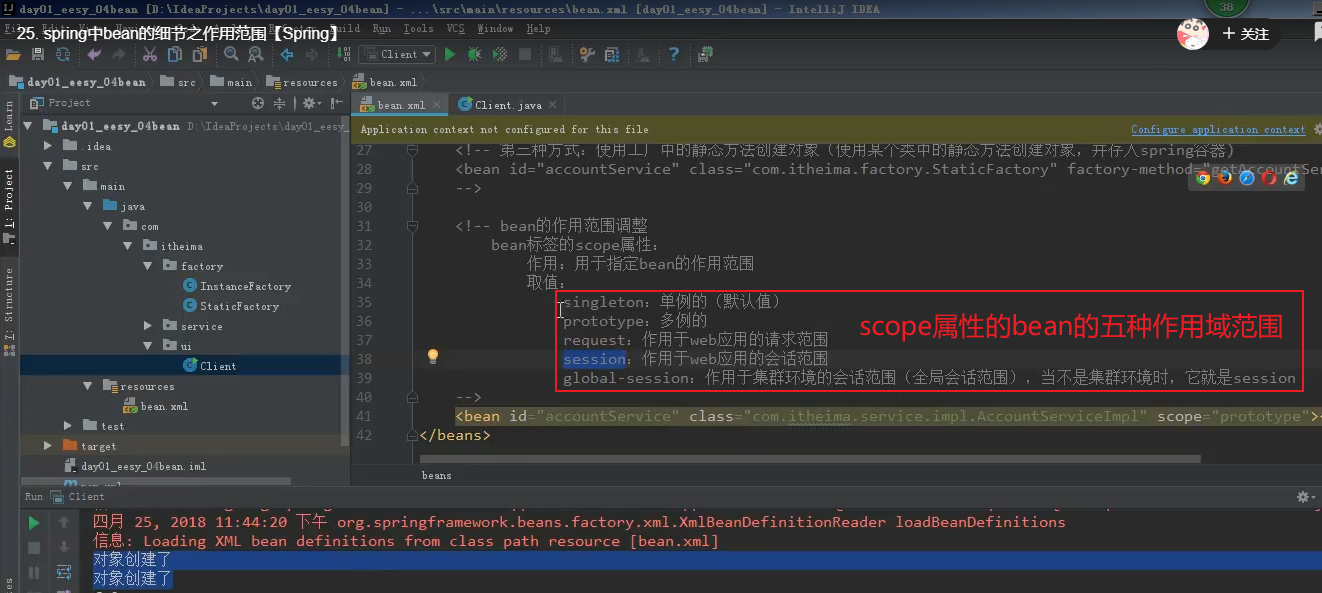 day01_eesy_04bean [D:\IdeaProjects\day01_eesy_04bean] - ...\src\main\resources\bean.xml [day01_eesy_04bean] - IntelliJ IDEA
38
Build Run Tools VCS Window Help
25. spring中bean的细节之作用范围【Spring】
+ 关注
Client
day01_eesy_04bean src main resources bean.xml
Learn
1: Project
7: Structure
Project
bean.xml Client.java
day01_eesy_04bean D:\IdeaProjects\day01_eesy_
.idea
src
main
java
com
itheima
factory
InstanceFactory
StaticFactory
service
ui
Client
resources
bean.xml
test
target
day01_eesy_04bean.iml
Application context not configured for this file Configure application context
27 <!-- 第三种方式：使用工厂中的静态方法创建对象（使用某个类中的静态方法创建对象，并存入spring容器）
28 <bean id="accountService" class="com.itheima.factory.StaticFactory" factory-method="getAccountSer
29 -->
30
31 <!-- bean的作用范围调整
32 bean标签的scope属性：
33 作用：用于指定bean的作用范围
34 取值：
35 singleton：单例的（默认值）
36 prototype：多例的
37 request：作用于web应用的请求范围
38 session：作用于web应用的会话范围
39 global-session：作用于集群环境的会话范围（全局会话范围），当不是集群环境时，它就是session
scope属性的bean的五种作用域范围
40 -->
41 <bean id="accountService" class="com.itheima.service.impl.AccountServiceImpl" scope="prototype"><
42 </beans>
beans
Run Client
四月 25, 2018 11:44:20 下午 org.springframework.beans.factory.xml.XmlBeanDefinitionReader loadBeanDefinitions
信息: Loading XML bean definitions from class path resource [bean.xml]
对象创建了
对象创建了